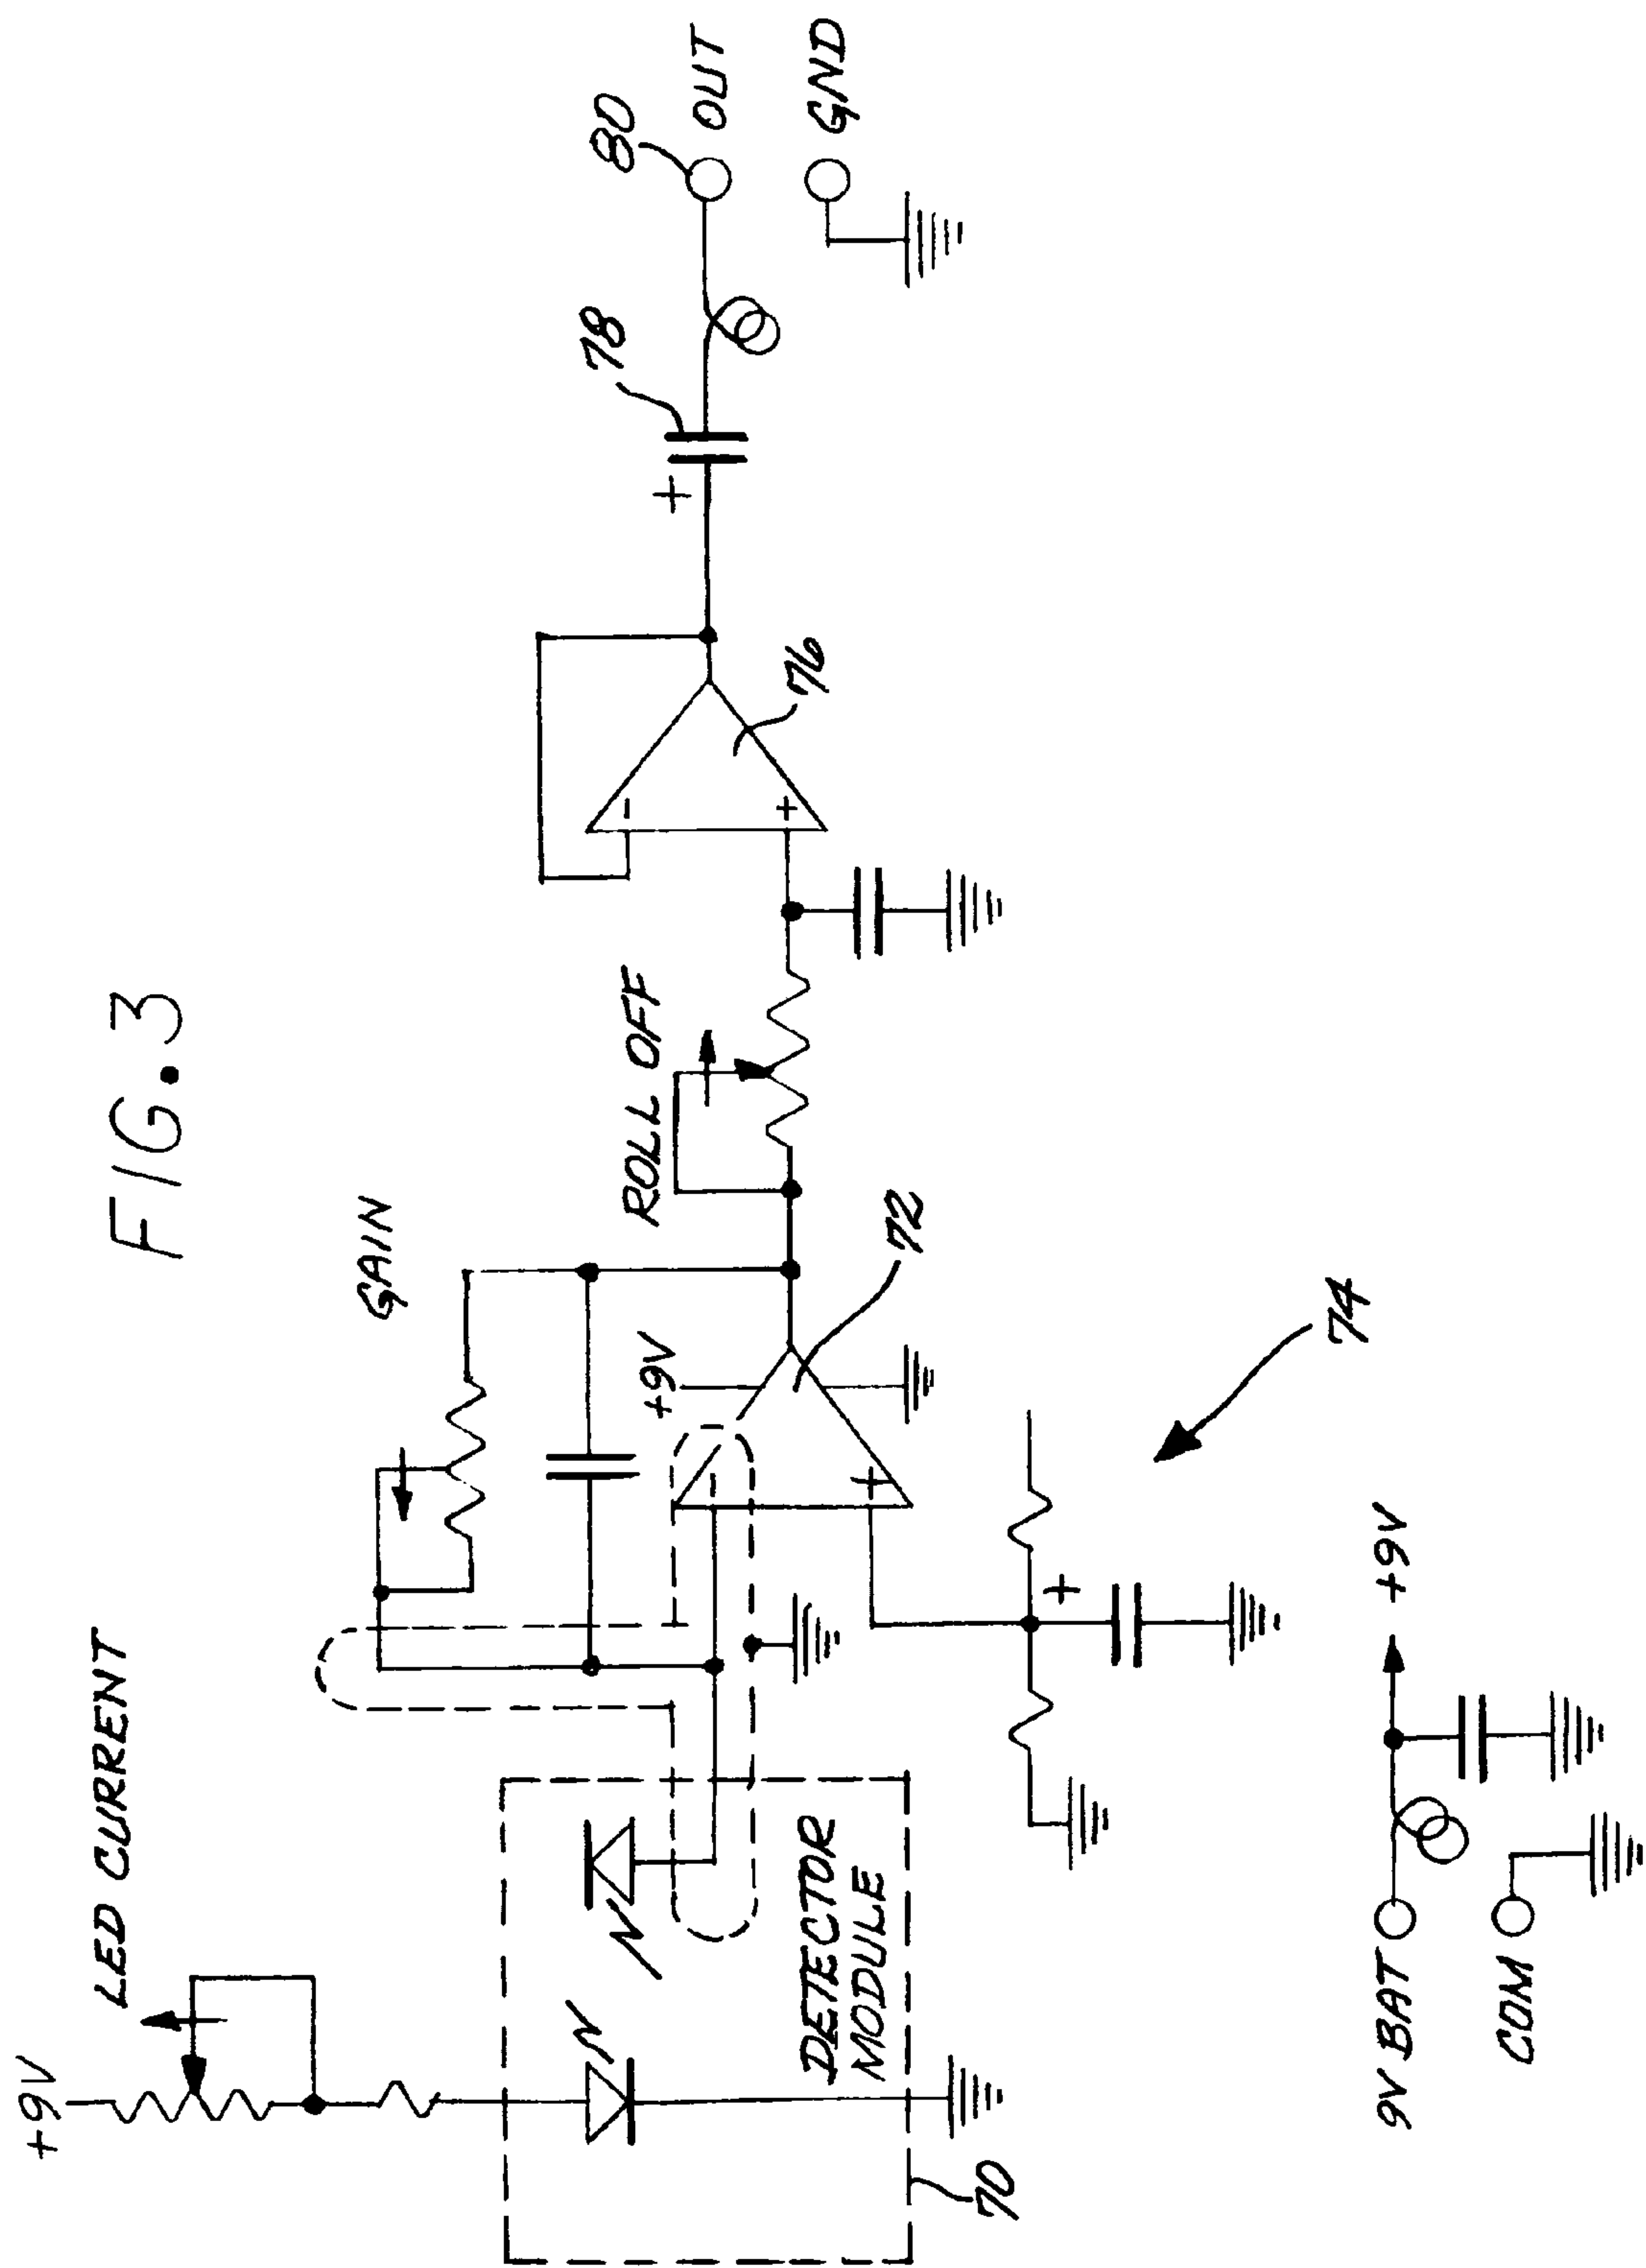 FIG. 3
+9V
LED CURRENT
GAIN
+9V
-
+
ROLL OFF
-
+
+
78
80
OUT
GND
76
72
DETECTOR
MODULE
70
+
74
9V BAT
+9V
COM